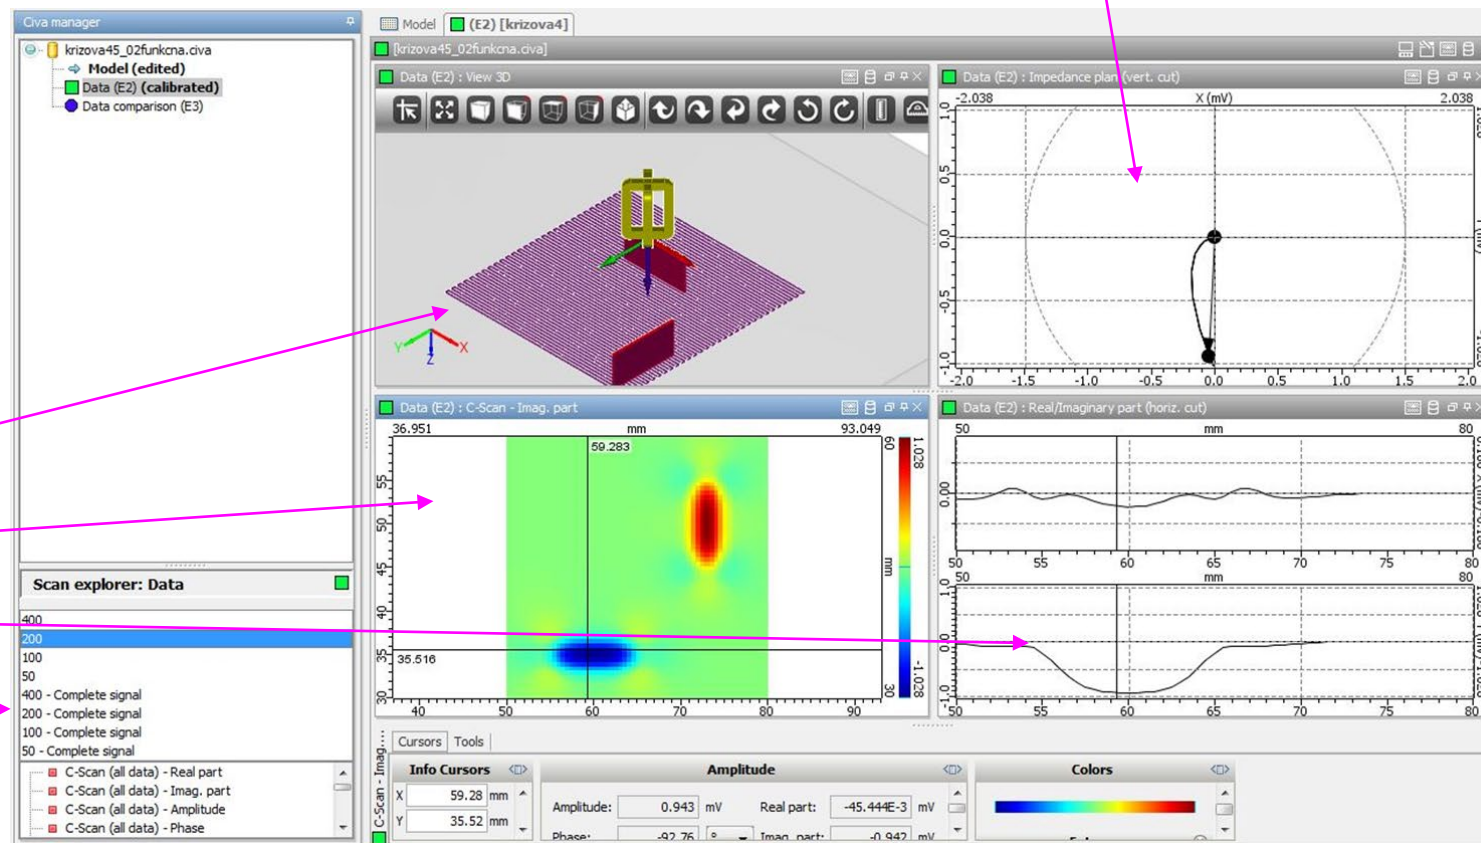 Civa manager
krizova45_02funkcna.civa
Model (edited)
Data (E2) (calibrated)
Data comparison (E3)
Scan explorer: Data
400
200
100
50
400 - Complete signal
200 - Complete signal
100 - Complete signal
50 - Complete signal
C-Scan (all data) - Real part
C-Scan (all data) - Imag. part
C-Scan (all data) - Amplitude
C-Scan (all data) - Phase
Model
(E2) [krizova4]
[krizova45_02funkcna.civa]
Data (E2) : View 3D
Y
Z
X
Data (E2) : Impedance plan (vert. cut)
-2.038 X (mV) 2.038
1.0
0.5
0.0
-0.5
-1.0
-2.0 -1.5 -1.0 -0.5 0.0 0.5 1.0 1.5 2.0
Data (E2) : C-Scan - Imag. part
36.951 mm 93.049
59.283
35.516
55
50
45
40
35
30
40 50 60 70 80 90
60
mm
30
1.028
-1.028
Data (E2) : Real/Imaginary part (horiz. cut)
50 mm 80
0.00
50 55 60 65 70 75 80
50 mm 80
1.0
0.0
-1.0
50 55 60 65 70 75 80
Cursors Tools
C-Scan - Imag....
Info Cursors
X 59.28 mm
Y 35.52 mm
Amplitude
Amplitude: 0.943 mV Real part: -45.444E-3 mV
Phase: -92.76 ° Imag. part: -0.942 mV
Colors